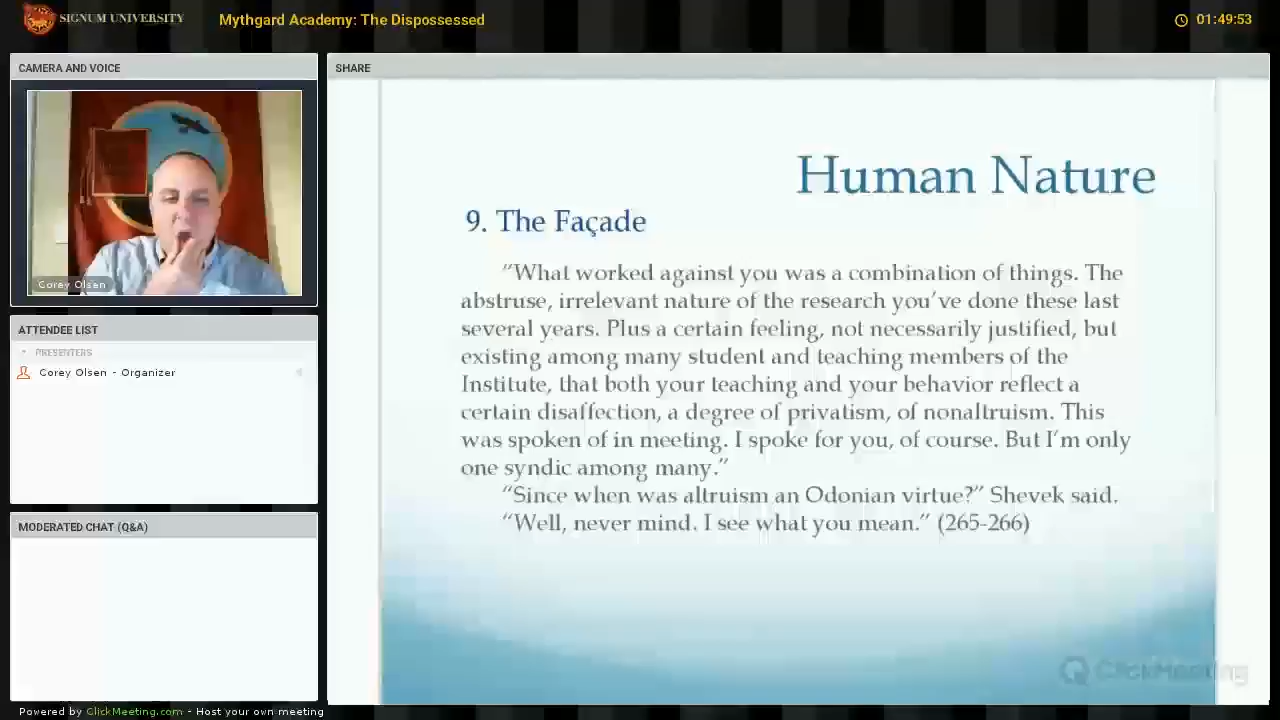 SIGNUM UNIVERSITY
Mythgard Academy: The Dispossessed
01:49:53
CAMERA AND VOICE
Corey Olsen
ATTENDEE LIST
PRESENTERS
Corey Olsen - Organizer
MODERATED CHAT (Q&A)
Powered by ClickMeeting.com - Host your own meeting
SHARE
Human Nature
9. The Façade
“What worked against you was a combination of things. The
abstruse, irrelevant nature of the research you’ve done these last
several years. Plus a certain feeling, not necessarily justified, but
existing among many student and teaching members of the
Institute, that both your teaching and your behavior reflect a
certain disaffection, a degree of privatism, of nonaltruism. This
was spoken of in meeting. I spoke for you, of course. But I’m only
one syndic among many.”
“Since when was altruism an Odonian virtue?” Shevek said.
“Well, never mind. I see what you mean.” (265-266)
ClickMeeting